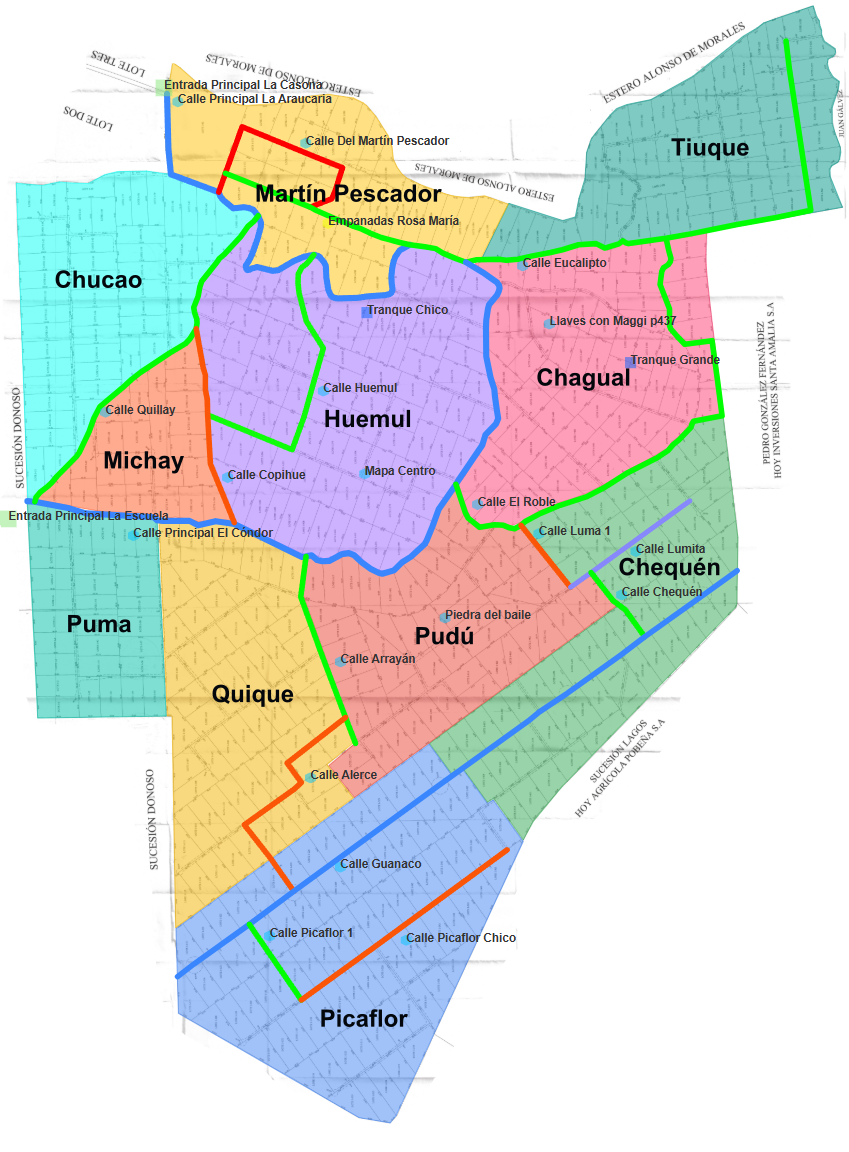 ESTERO ALONSO DE MORALES
LOTE TRES
ESTERO ALONSO DE MORALES
Entrada Principal La Casona
Calle Principal La Araucaria
JUAN GÁLVEZ
LOTE DOS
Calle Del Martín Pescador
Tiuque
ESTERO ALONSO DE MORALES
Martín Pescador
Empanadas Rosa María
Calle Eucalipto
Chucao
Tranque Chico
Llaves con Maggi p437
Tranque Grande
PEDRO GONZÁLEZ FERNÁNDEZ
HOY INVERSIONES SANTA AMALIA S.A
Chagual
Calle Huemul
Calle Quillay
Huemul
SUCESIÓN DONOSO
Michay
Mapa Centro
Calle Copihue
Calle El Roble
Entrada Principal La Escuela
Calle Principal El Cóndor
Calle Luma 1
Calle Lumita
Chequén
Calle Chequén
Piedra del baile
Puma
Pudú
Calle Arrayán
Quique
SUCESIÓN LAGOS
HOY AGRÍCOLA POBEÑA S.A
Calle Alerce
SUCESIÓN DONOSO
Calle Guanaco
Calle Picaflor 1
Calle Picaflor Chico
Picaflor